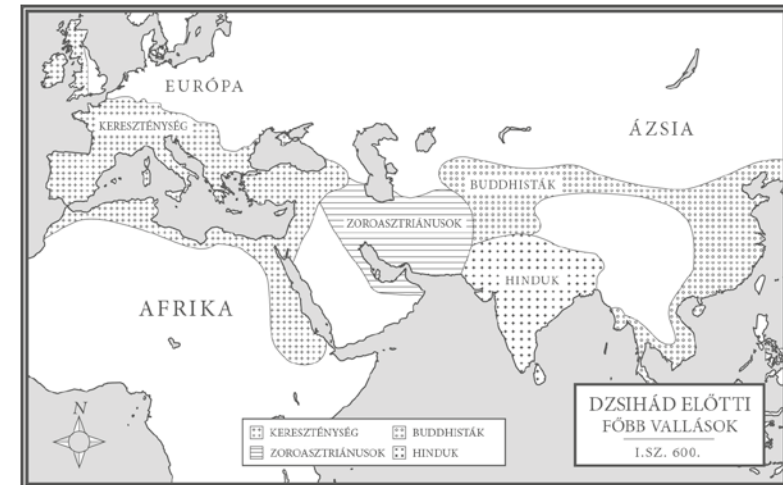 EURÓPA
KERESZTÉNYSÉG
ÁZSIA
BUDDHISTÁK
ZOROASZTRIÁNUSOK
HINDUK
AFRIKA
N
KERESZTÉNYSÉG
BUDDHISTÁK
ZOROASZTRIÁNUSOK
HINDUK
DZSIHÁD ELŐTTI
FŐBB VALLÁSOK
I.SZ. 600.